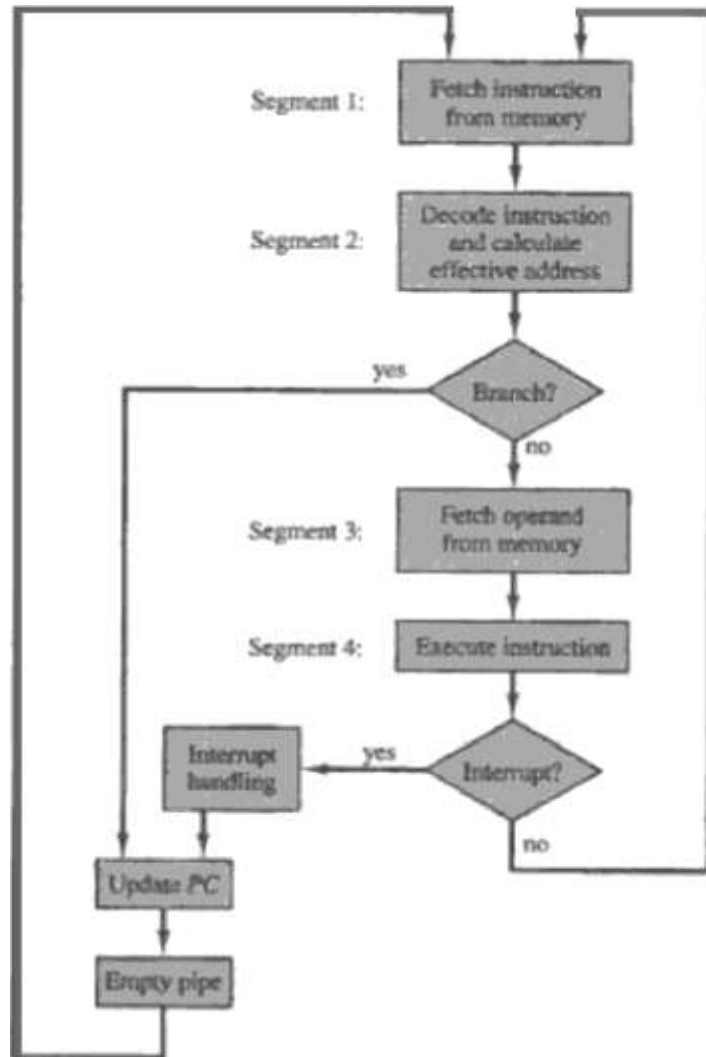 Segment 1:
Fetch instruction
from memory
Segment 2:
Decode instruction
and calculate
effective address
yes
Branch?
no
Segment 3:
Fetch operand
from memory
Segment 4:
Execute instruction
Interrupt
handling
yes
Interrupt?
no
Update PC
Empty pipe